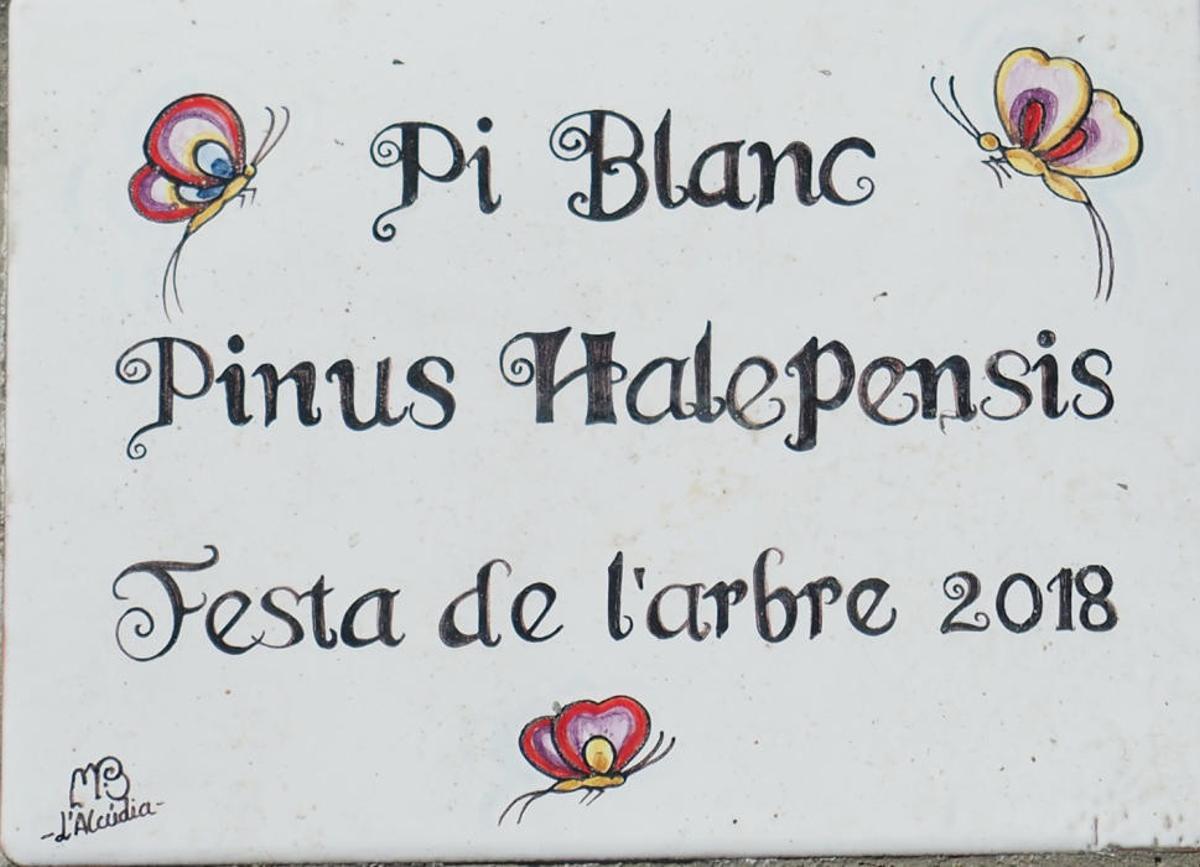 Pi Blanc
Pinus Halepensis
Festa de l'arbre 2018
MB
-L'Alcúdia-